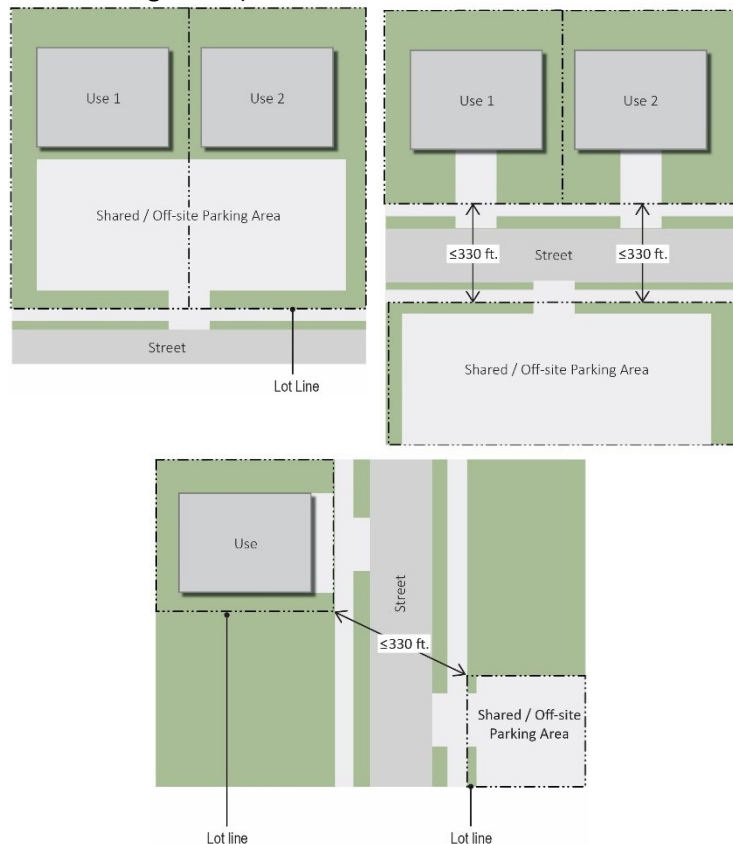 Use 1
Use 2
Shared / Off-site Parking Area
Street
Lot Line
Use 1
Use 2
≤330 ft.
Street
≤330 ft.
Shared / Off-site Parking Area
Use
Street
≤330 ft.
Shared / Off-site
Parking Area
Lot line
Lot line